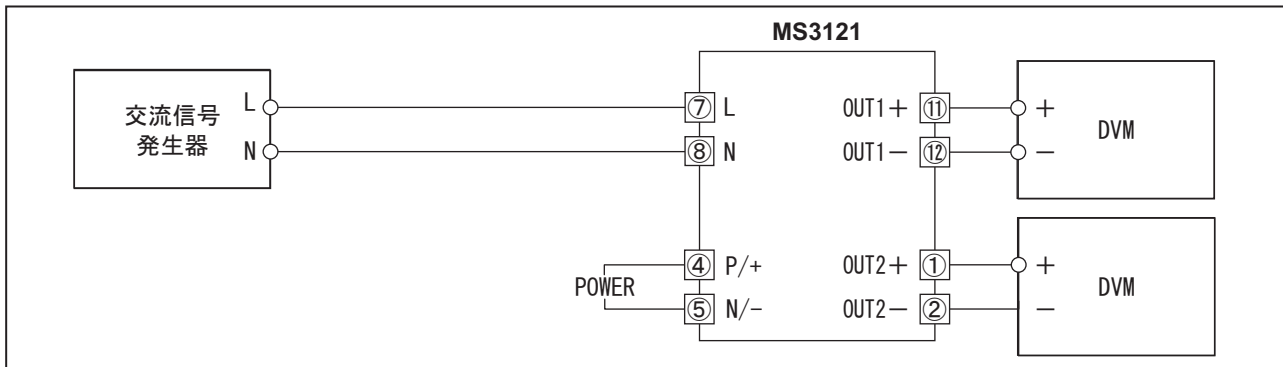 MS3121
交流信号
発生器
L
N
⑦ L
⑧ N
④ P/+
POWER
⑤ N/-
OUT1+ ⑪
OUT1- ⑫
OUT2+ ①
OUT2- ②
+
DVM
-
+
DVM
-